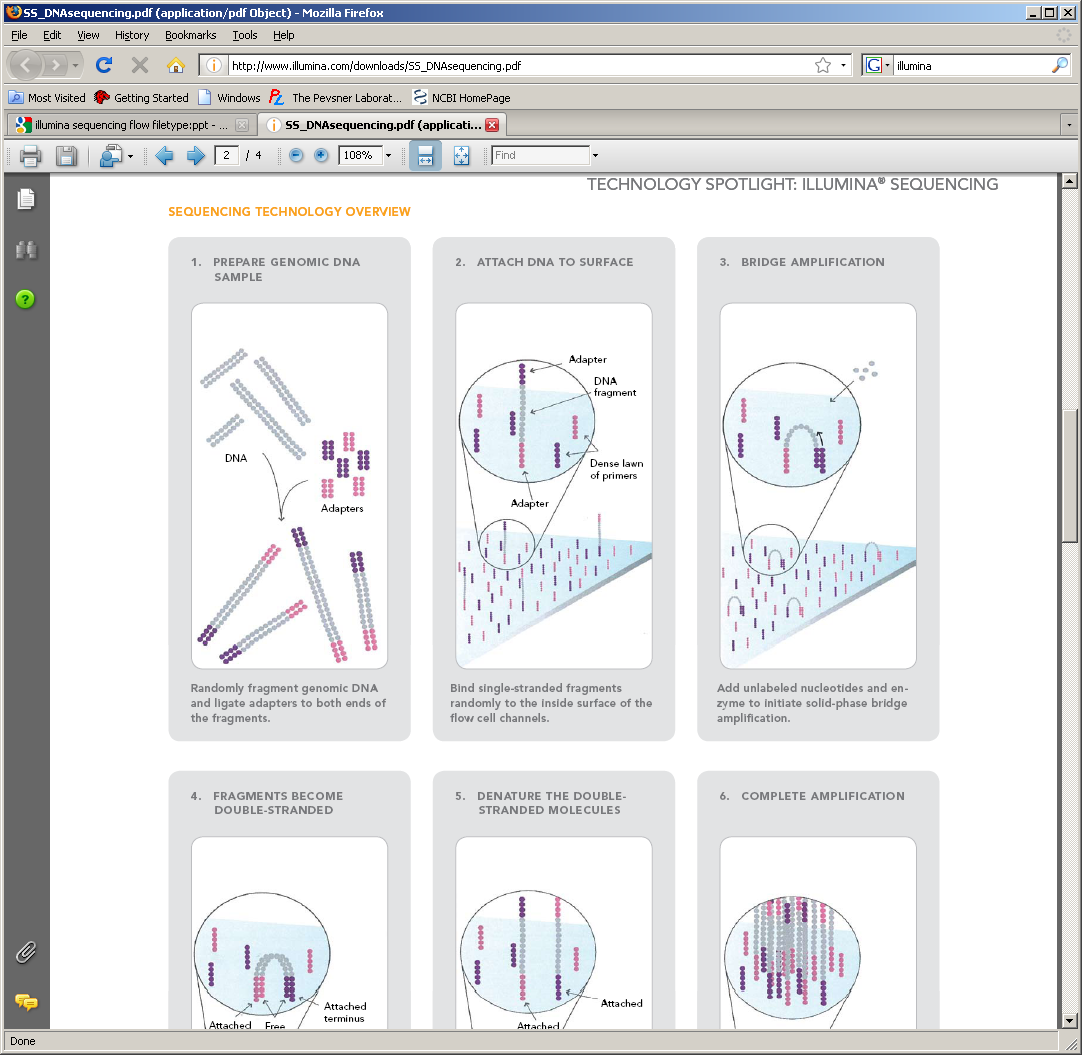 SS_DNAsequencing.pdf (application/pdf Object) - Mozilla Firefox
File Edit View History Bookmarks Tools Help
http://www.illumina.com/downloads/SS_DNAsequencing.pdf
G illumina
Most Visited Getting Started Windows The Pevsner Laborat... NCBI HomePage
illumina sequencing flow filetype:ppt - ... SS_DNAsequencing.pdf (applicati...
2 / 4 108% Find
TECHNOLOGY SPOTLIGHT: ILLUMINA® SEQUENCING
SEQUENCING TECHNOLOGY OVERVIEW
1. PREPARE GENOMIC DNA
SAMPLE
DNA
Adapters
Randomly fragment genomic DNA
and ligate adapters to both ends of
the fragments.
2. ATTACH DNA TO SURFACE
Adapter
DNA
fragment
Dense lawn
of primers
Adapter
Bind single-stranded fragments
randomly to the inside surface of the
flow cell channels.
3. BRIDGE AMPLIFICATION
Add unlabeled nucleotides and en-
zyme to initiate solid-phase bridge
amplification.
4. FRAGMENTS BECOME
DOUBLE-STRANDED
Attached
terminus
Attached Free
5. DENATURE THE DOUBLE-
STRANDED MOLECULES
Attached
Attached
6. COMPLETE AMPLIFICATION
Done